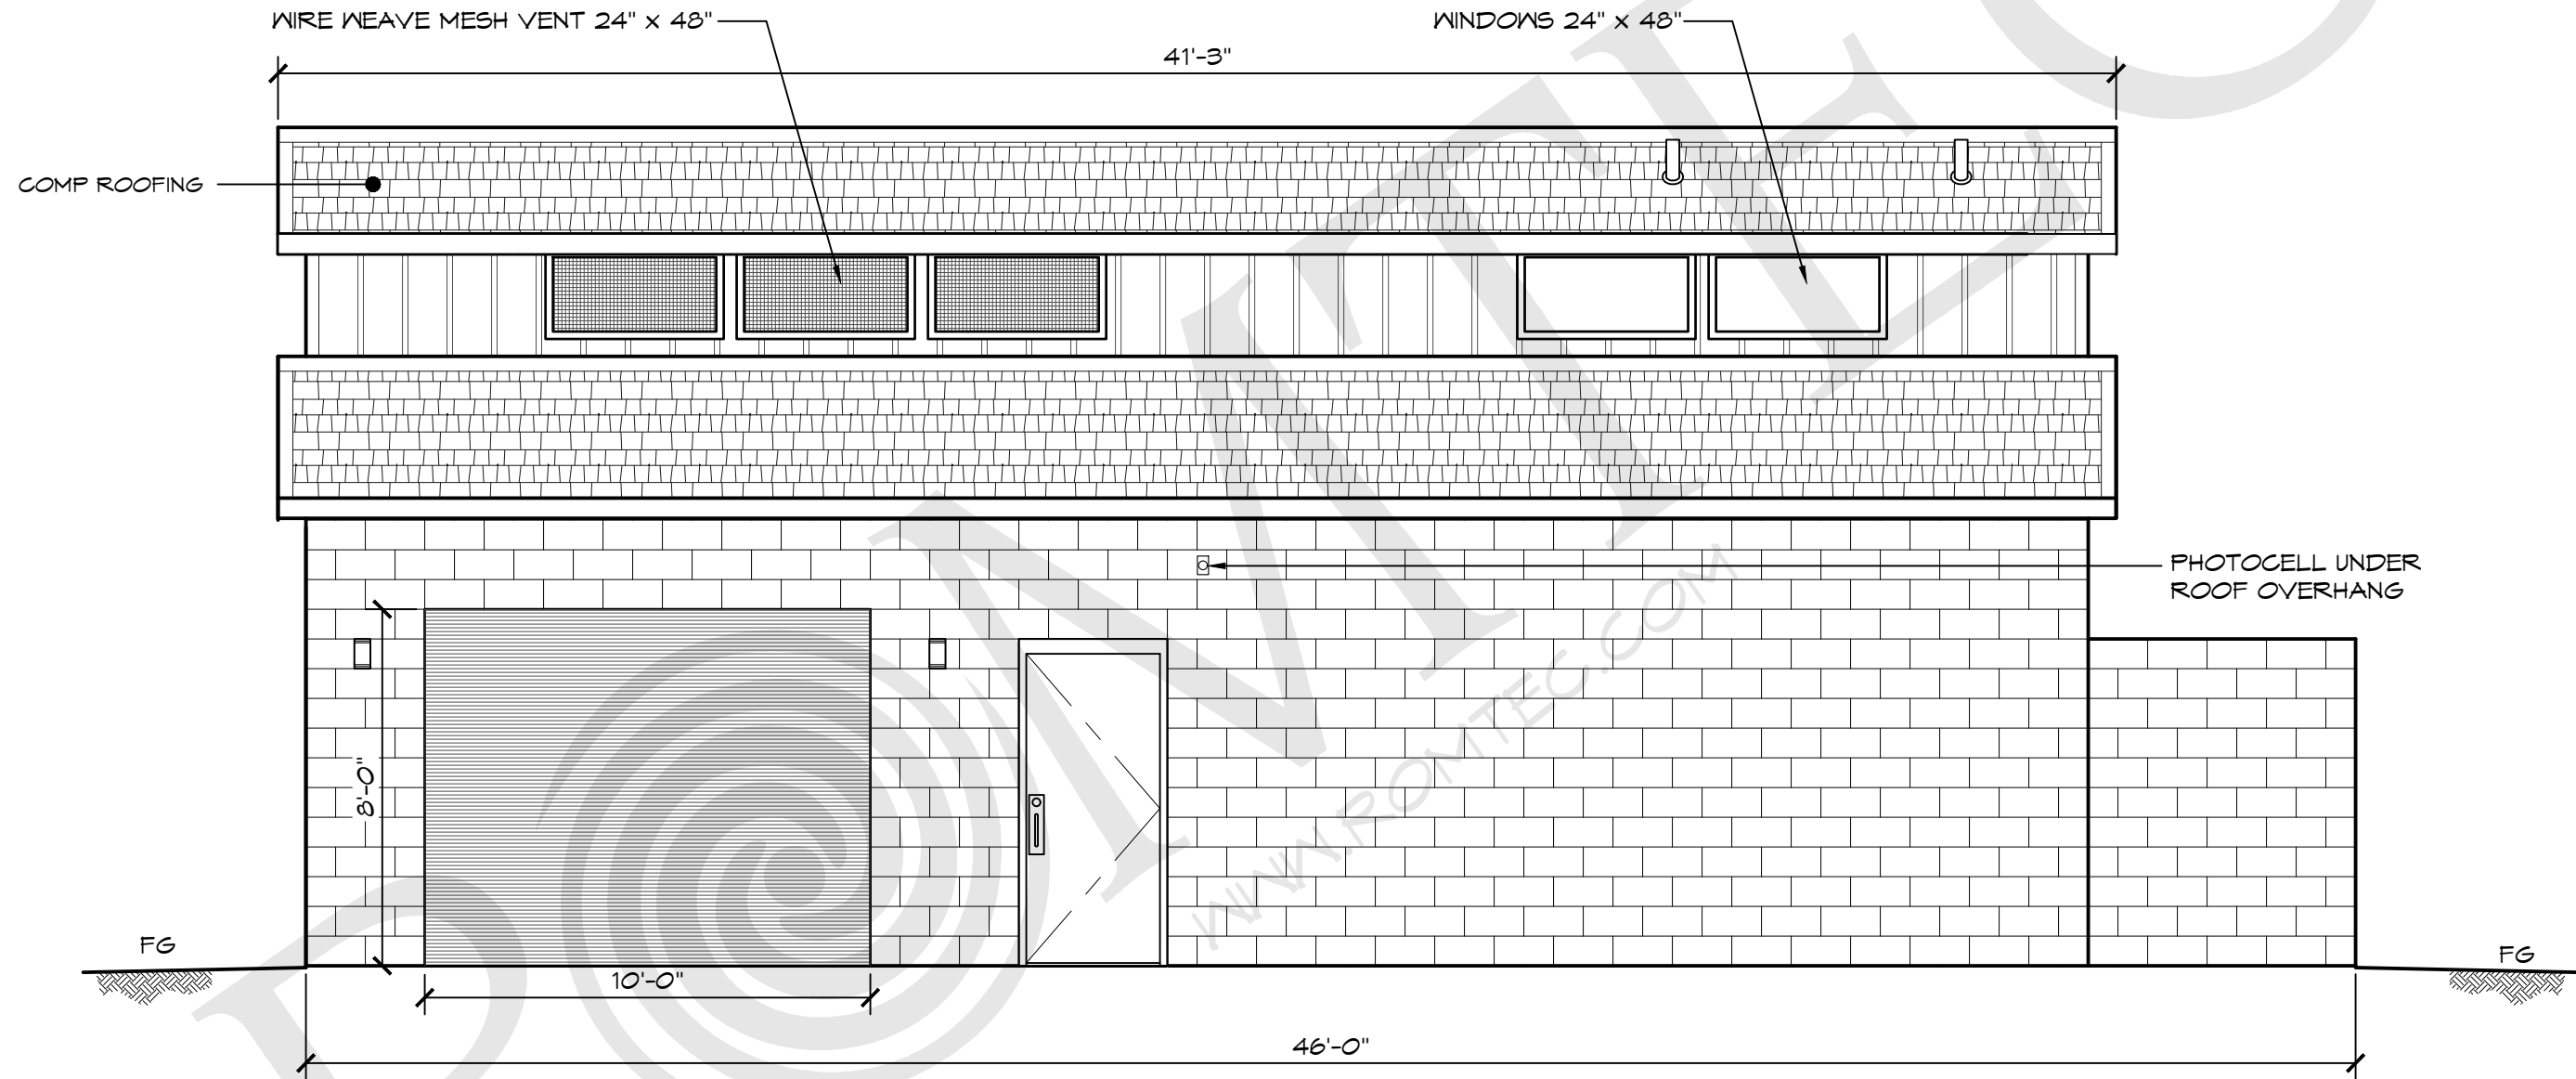 WIRE WEAVE MESH VENT 24" x 48"
WINDOWS 24" x 48"
41'-3"
COMP ROOFING
PHOTOCELL UNDER
ROOF OVERHANG
8'-0"
FG
FG
10'-0"
46'-0"
ROMTEC
WWW.ROMTEC.COM